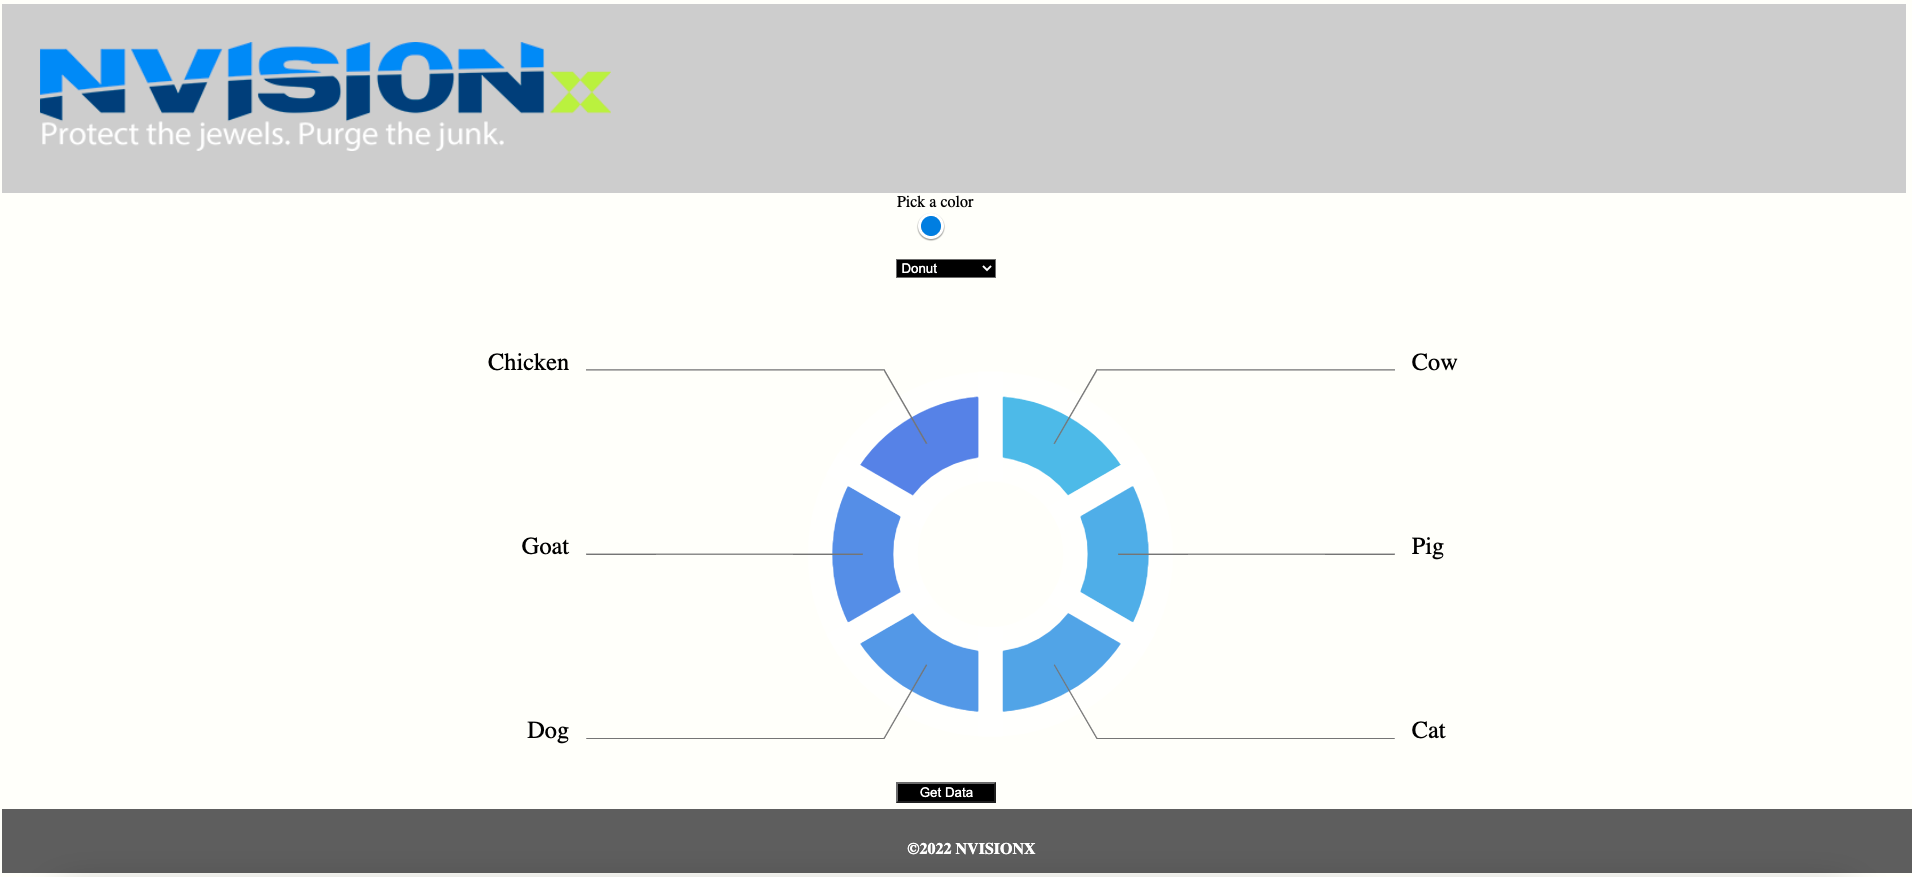 NVISIONX
Protect the jewels. Purge the junk.
Pick a color
Donut
Chicken
Cow
Goat
Pig
Dog
Cat
Get Data
©2022 NVISIONX